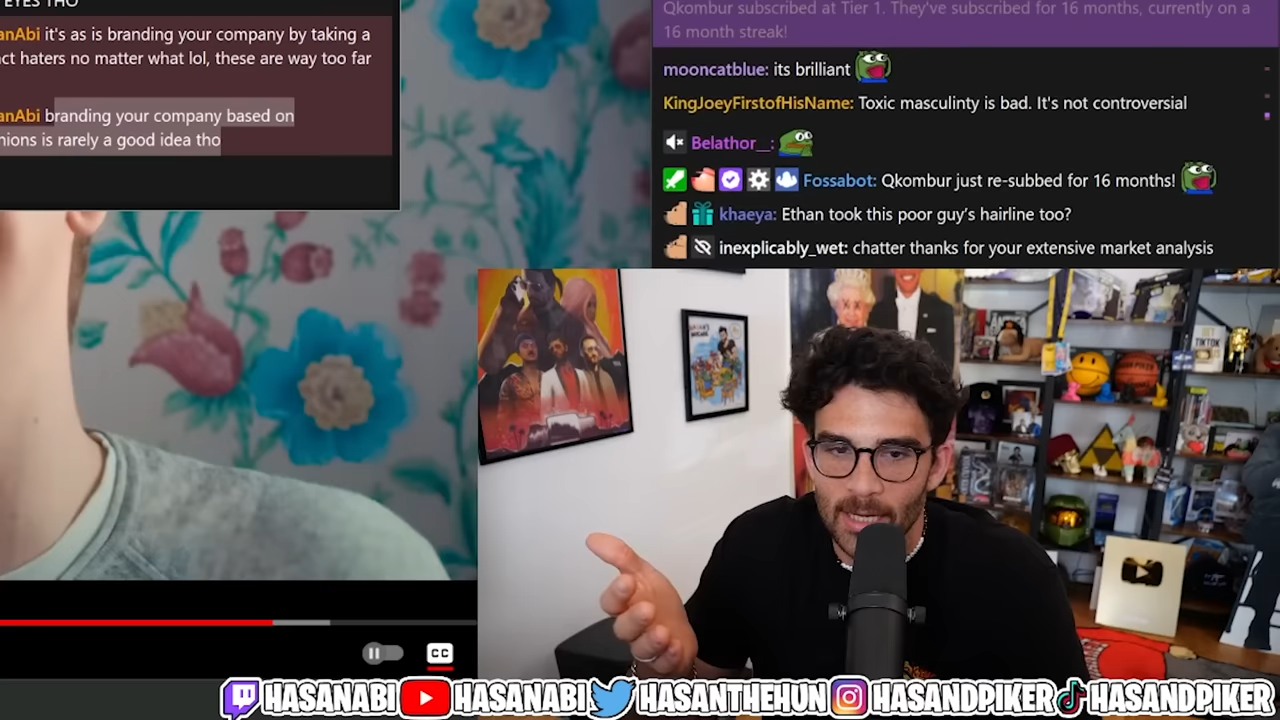 EYES THO
anAbi it's as is branding your company by taking a
ct haters no matter what lol, these are way too far
anAbi branding your company based on
nions is rarely a good idea tho
Qkombur subscribed at Tier 1. They've subscribed for 16 months, currently on a
16 month streak!
mooncatblue: its brilliant
KingJoeyFirstofHisName: Toxic masculinty is bad. It's not controversial
Belathor__:
Fossabot: Qkombur just re-subbed for 16 months!
khaeya: Ethan took this poor guy's hairline too?
inexplicably_wet: chatter thanks for your extensive market analysis
TIKTOK
CC
HASANABI HASANABI HASANTHEHUN HASANDPIKER HASANDPIKER